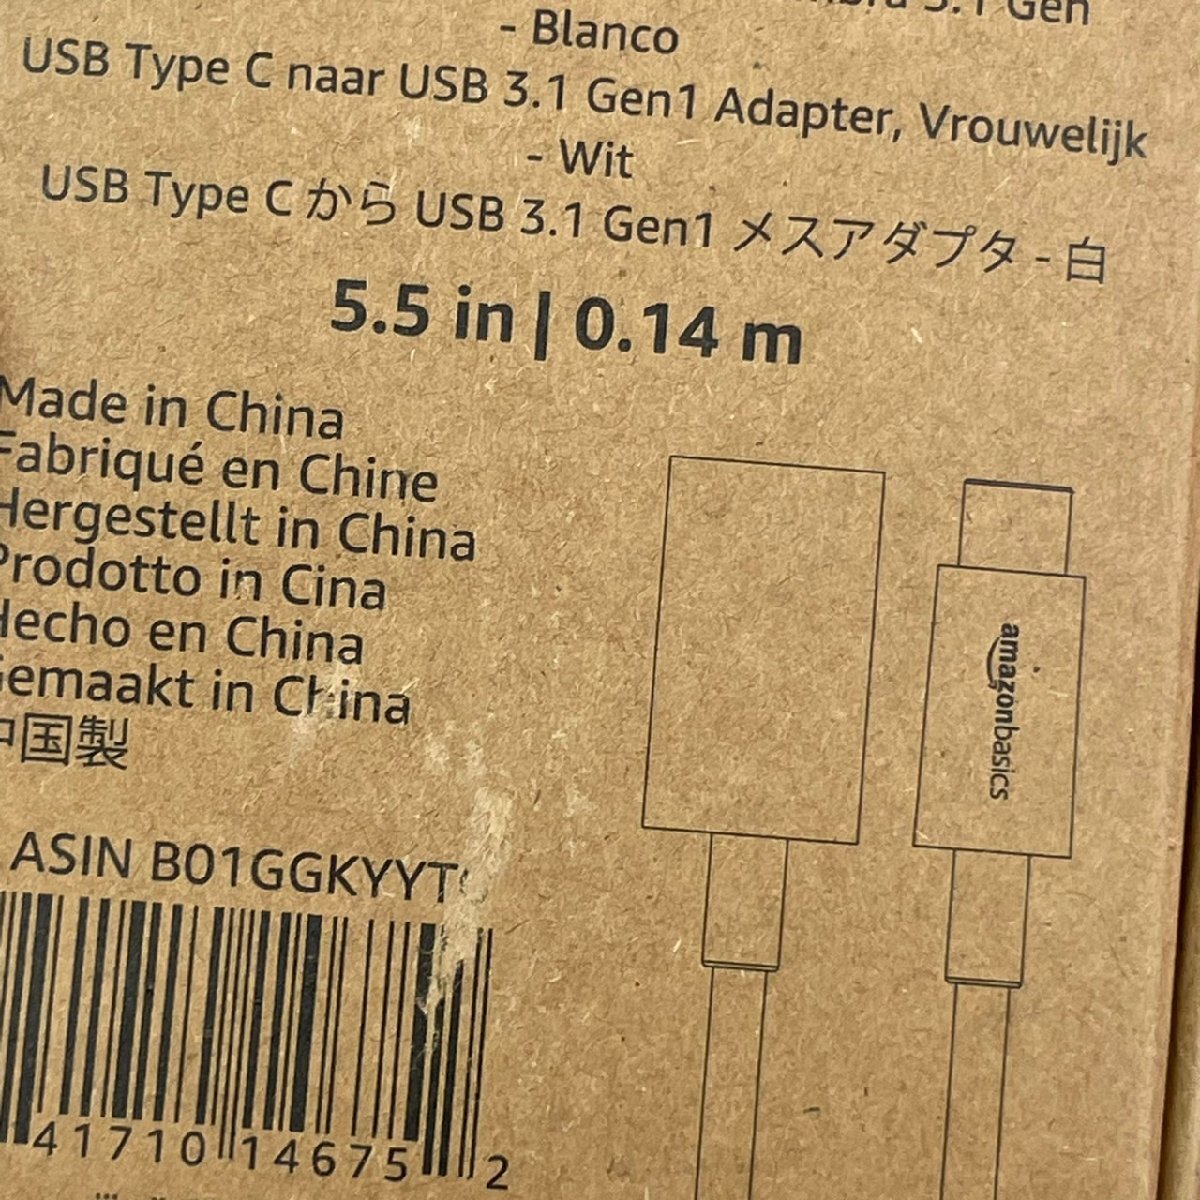 3.1 Gen
- Blanco
USB Type C naar USB 3.1 Gen1 Adapter, Vrouwelijk
- Wit
USB Type C から USB 3.1 Gen1 メスアダプタ - 白
5.5 in | 0.14 m
Made in China
Fabriqué en Chine
Hergestellt in China
Prodotto in Cina
Hecho en China
Gemaakt in China
中国製
ASIN B01GGKYYT
amazonbasics
41710 14675 2